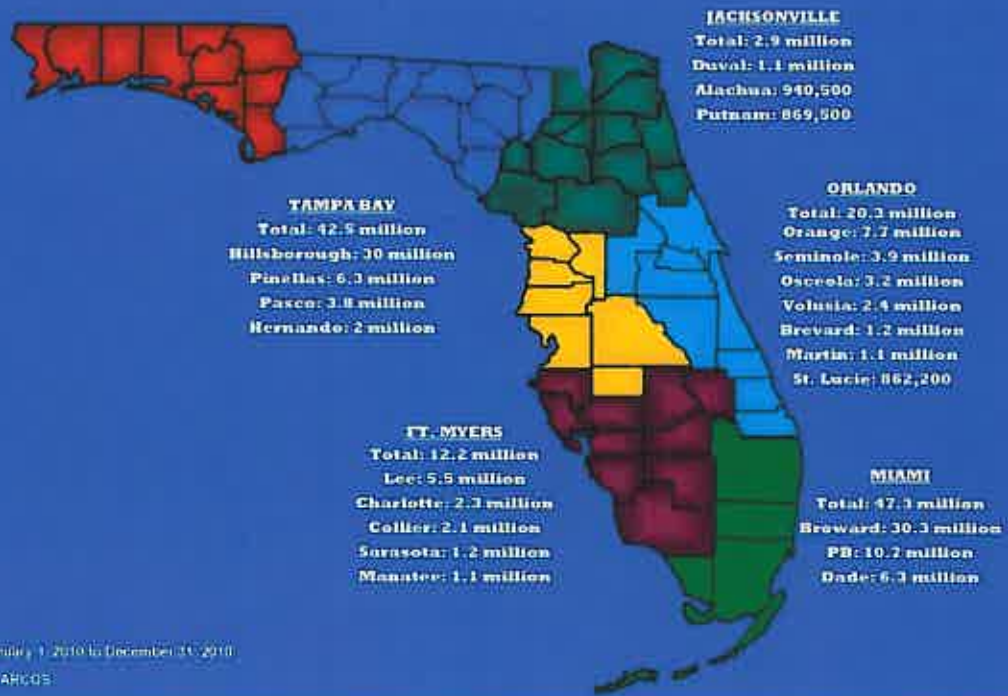 JACKSONVILLE
Total: 2.9 million
Duval: 1.1 million
Alachua: 940,500
Putnam: 869,500
TAMPA BAY
Total: 42.5 million
Hillsborough: 30 million
Pinellas: 6.3 million
Pasco: 3.8 million
Hernando: 2 million
ORLANDO
Total: 20.3 million
Orange: 7.7 million
Seminole: 3.9 million
Osceola: 3.2 million
Volusia: 2.4 million
Brevard: 1.2 million
Martin: 1.1 million
St. Lucie: 862,200
FT. MYERS
Total: 12.2 million
Lee: 5.5 million
Charlotte: 2.3 million
Collier: 2.1 million
Sarasota: 1.2 million
Manatee: 1.1 million
MIAMI
Total: 47.3 million
Broward: 30.3 million
PB: 10.7 million
Dade: 6.3 million
1, 2010 to December 31, 2010
ARCOS